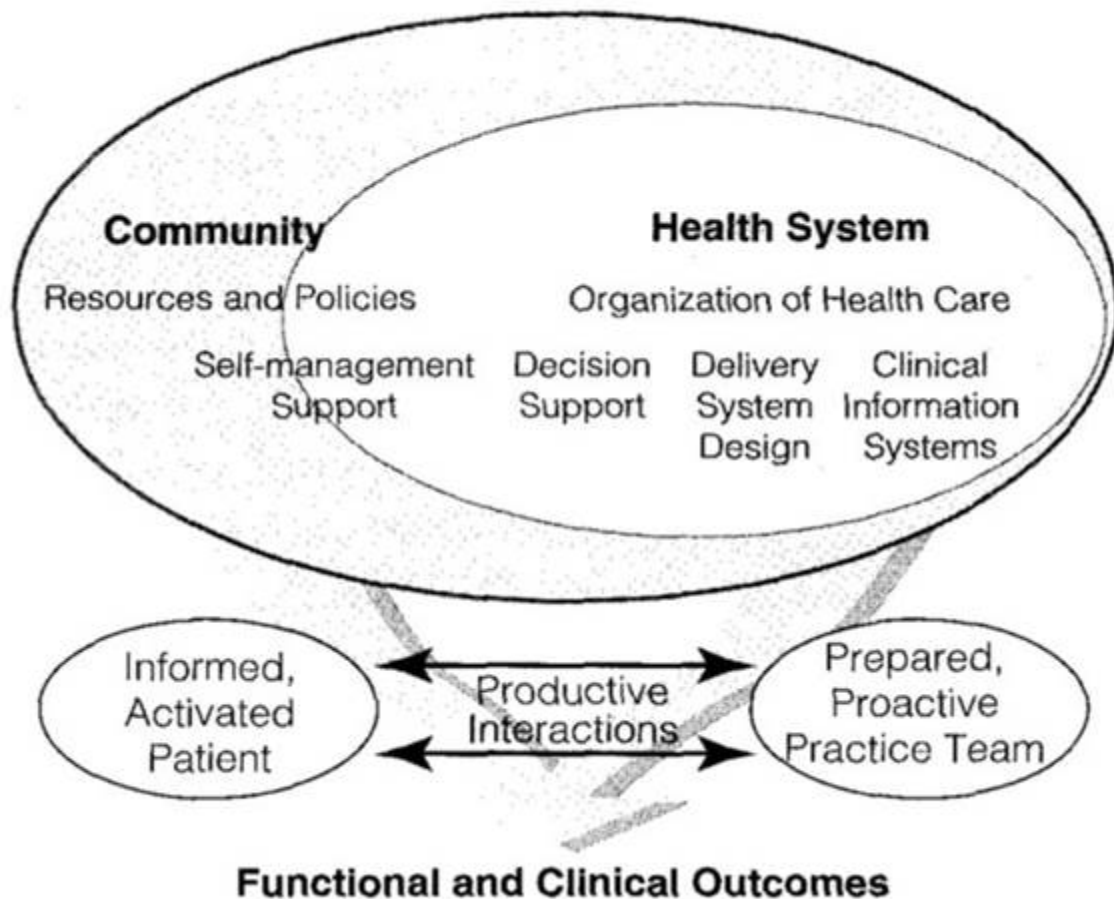 Community
Health System
Resources and Policies
Organization of Health Care
Self-management
Support
Decision
Support
Delivery
System
Design
Clinical
Information
Systems
Informed,
Activated
Patient
Productive
Interactions
Prepared,
Proactive
Practice Team
Functional and Clinical Outcomes